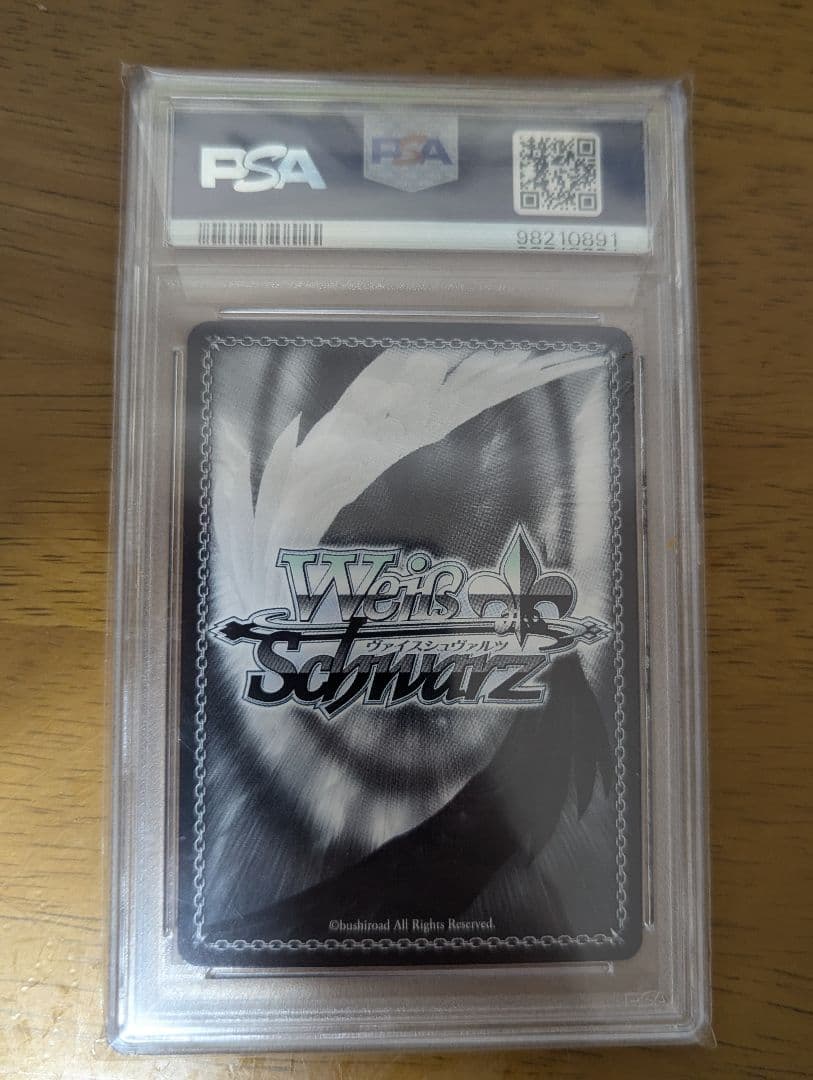 PSA
PSA
98210891
Weiß
ヴァイスシュヴァルツ
Schwarz
©bushiroad All Rights Reserved.
PSA